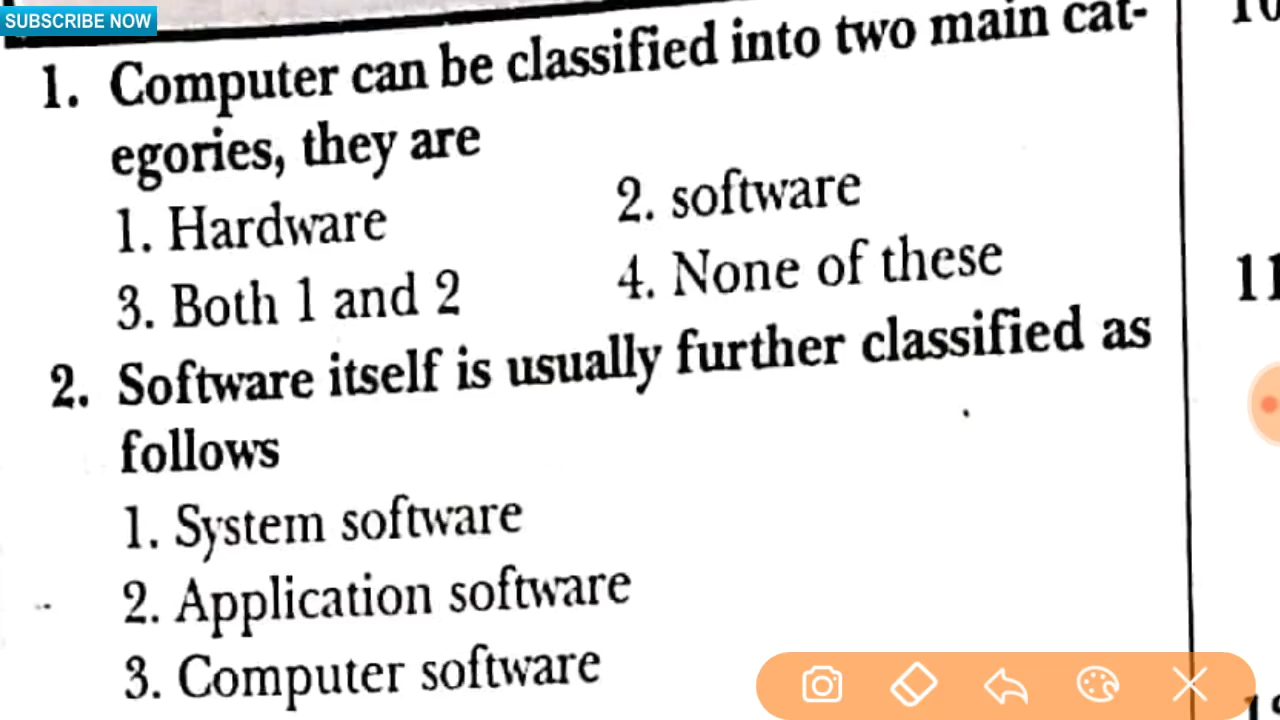 SUBSCRIBE NOW
1. Computer can be classified into two main cat-
egories, they are
1. Hardware 2. software
3. Both 1 and 2 4. None of these
2. Software itself is usually further classified as
follows
1. System software
2. Application software
3. Computer software
10
11